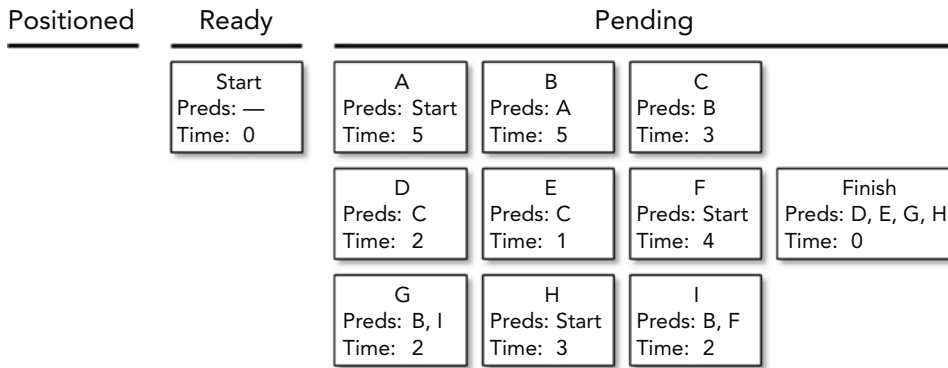 Positioned Ready Pending
Start
Preds: —
Time: 0
A
Preds: Start
Time: 5
B
Preds: A
Time: 5
C
Preds: B
Time: 3
D
Preds: C
Time: 2
E
Preds: C
Time: 1
F
Preds: Start
Time: 4
Finish
Preds: D, E, G, H
Time: 0
G
Preds: B, I
Time: 2
H
Preds: Start
Time: 3
I
Preds: B, F
Time: 2